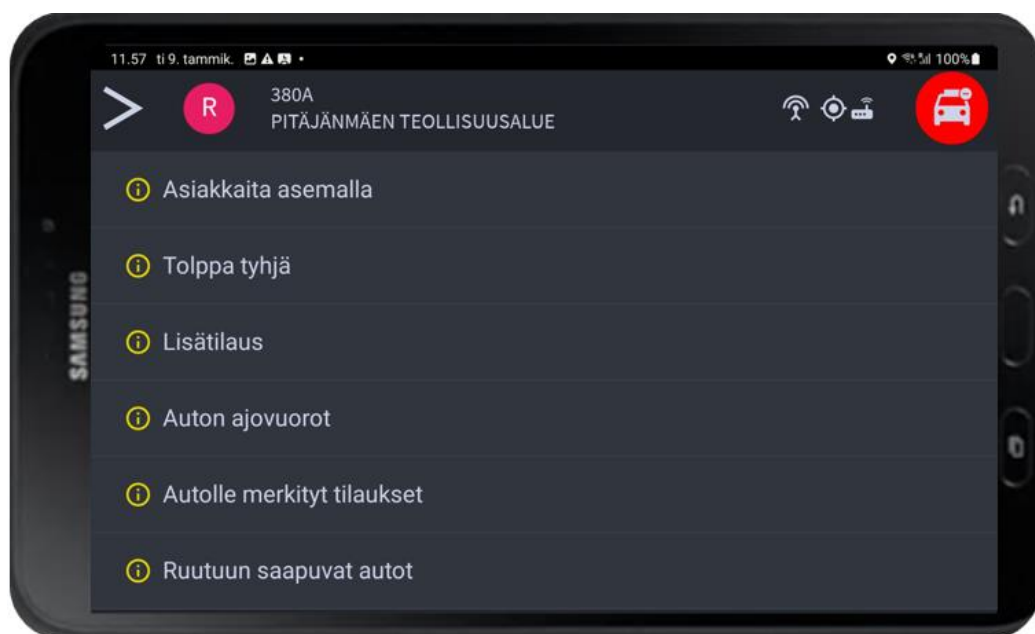 11.57 ti 9. tammik. 100%
R
380A
PITÄJÄNMÄEN TEOLLISUUSALUE
Asiakkaita asemalla
Tolppa tyhjä
Lisätilaus
Auton ajovuorot
Autolle merkityt tilaukset
Ruutuun saapuvat autot
SAMSUNG